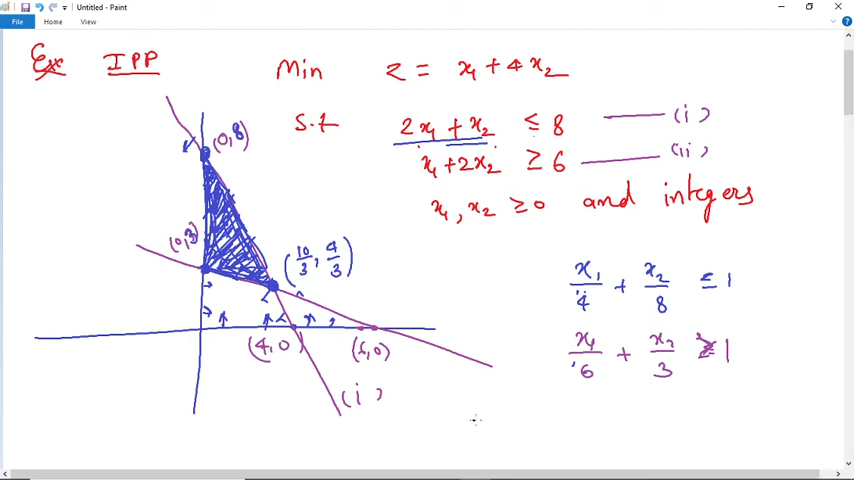 Untitled - Paint
File Home View
Ex IPP Min Z = x₁ + 4x₂
s.t 2x₁ + x₂ ≤ 8 (i)
x₁ + 2x₂ ≥ 6 (ii)
x₁, x₂ ≥ 0 and integers
(0,8)
(0,3)
(10/3, 4/3)
x₁/4 + x₂/8 ≤ 1
(4,0) (6,0)
x₁/6 + x₂/3 ≥ 1
(i)